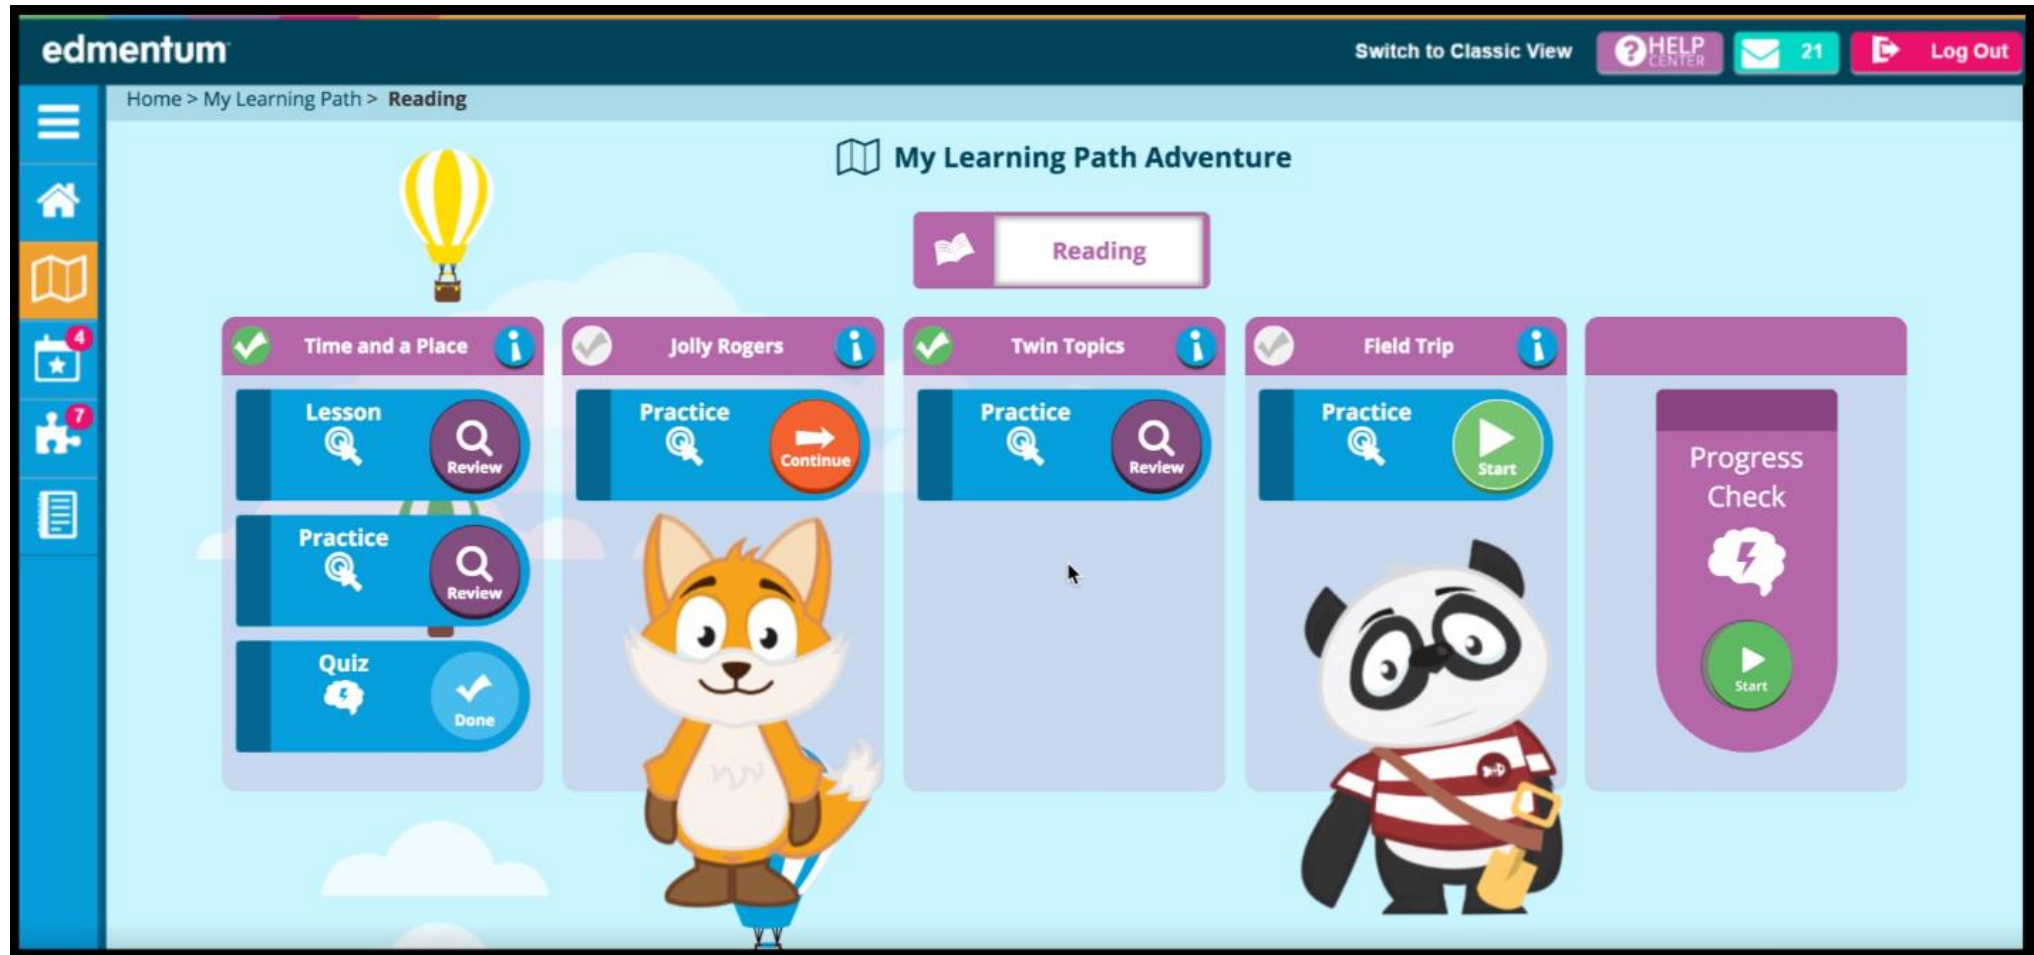 edmentum
Switch to Classic View
HELP
CENTER
21
Log Out
Home > My Learning Path > Reading
My Learning Path Adventure
Reading
4
7
Time and a Place
Lesson
Review
Practice
Review
Quiz
Done
Jolly Rogers
Practice
Continue
Twin Topics
Practice
Review
Field Trip
Practice
Start
Progress
Check
Start